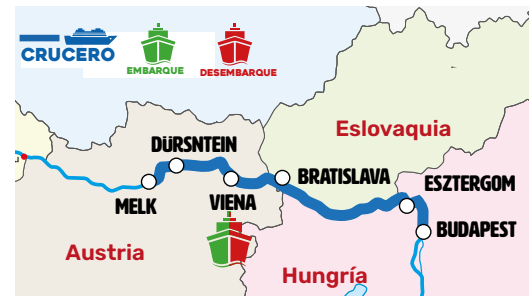 CRUCERO
EMBARQUE
DESEMBARQUE
DÜRSNTEIN
Eslovaquia
BRATISLAVA
ESZTERGOM
MELK
VIENA
BUDAPEST
Austria
Hungría